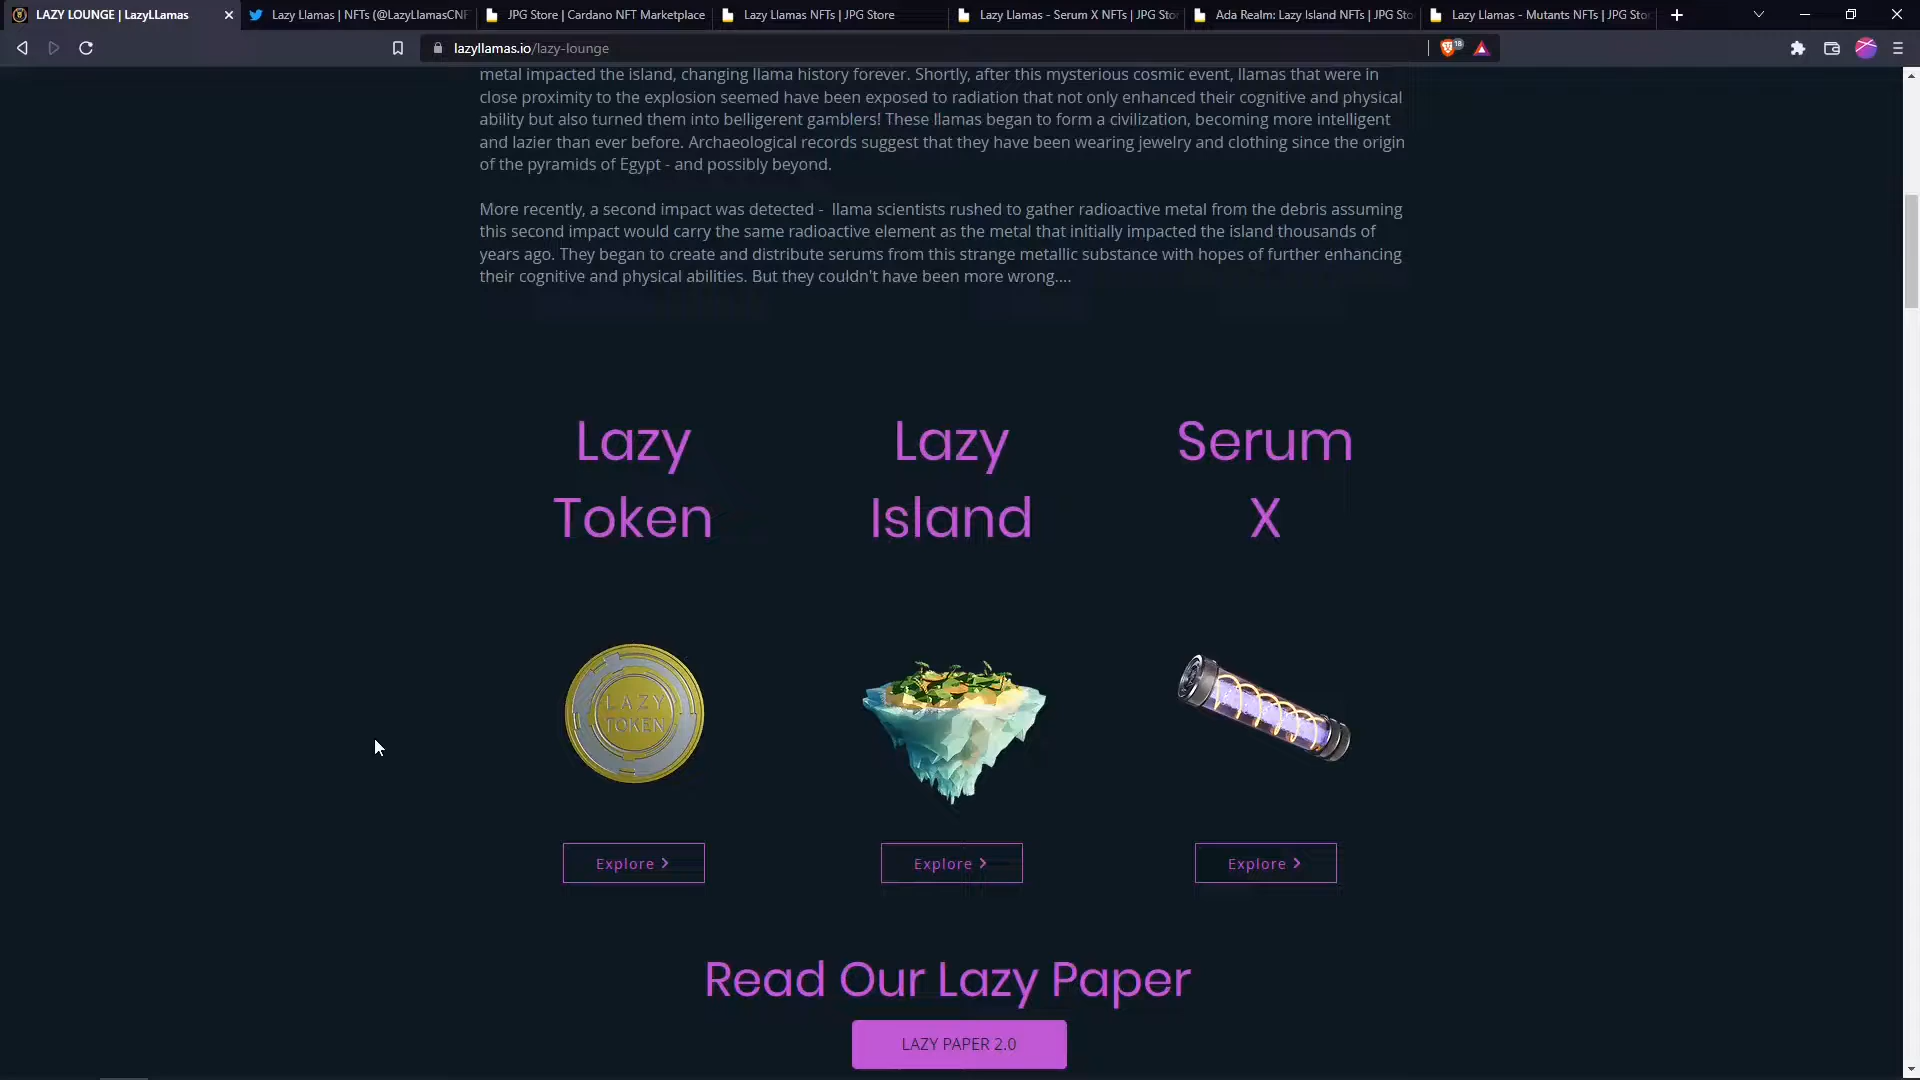 LAZY LOUNGE | LazyLLamas
Lazy Llamas | NFTs (@LazyLlamasCNF
JPG Store | Cardano NFT Marketplace
Lazy Llamas NFTs | JPG Store
Lazy Llamas - Serum X NFTs | JPG Stor
Ada Realm: Lazy Island NFTs | JPG Sto
Lazy Llamas - Mutants NFTs | JPG Stor
lazyllamas.io/lazy-lounge
18
metal impacted the island, changing llama history forever. Shortly, after this mysterious cosmic event, llamas that were in
close proximity to the explosion seemed have been exposed to radiation that not only enhanced their cognitive and physical
ability but also turned them into belligerent gamblers! These llamas began to form a civilization, becoming more intelligent
and lazier than ever before. Archaeological records suggest that they have been wearing jewelry and clothing since the origin
of the pyramids of Egypt - and possibly beyond.
More recently, a second impact was detected -  llama scientists rushed to gather radioactive metal from the debris assuming
this second impact would carry the same radioactive element as the metal that initially impacted the island thousands of
years ago. They began to create and distribute serums from this strange metallic substance with hopes of further enhancing
their cognitive and physical abilities. But they couldn't have been more wrong....
Lazy
Token
Lazy
Island
Serum
X
LAZY
TOKEN
Explore >
Explore >
Explore >
Read Our Lazy Paper
LAZY PAPER 2.0